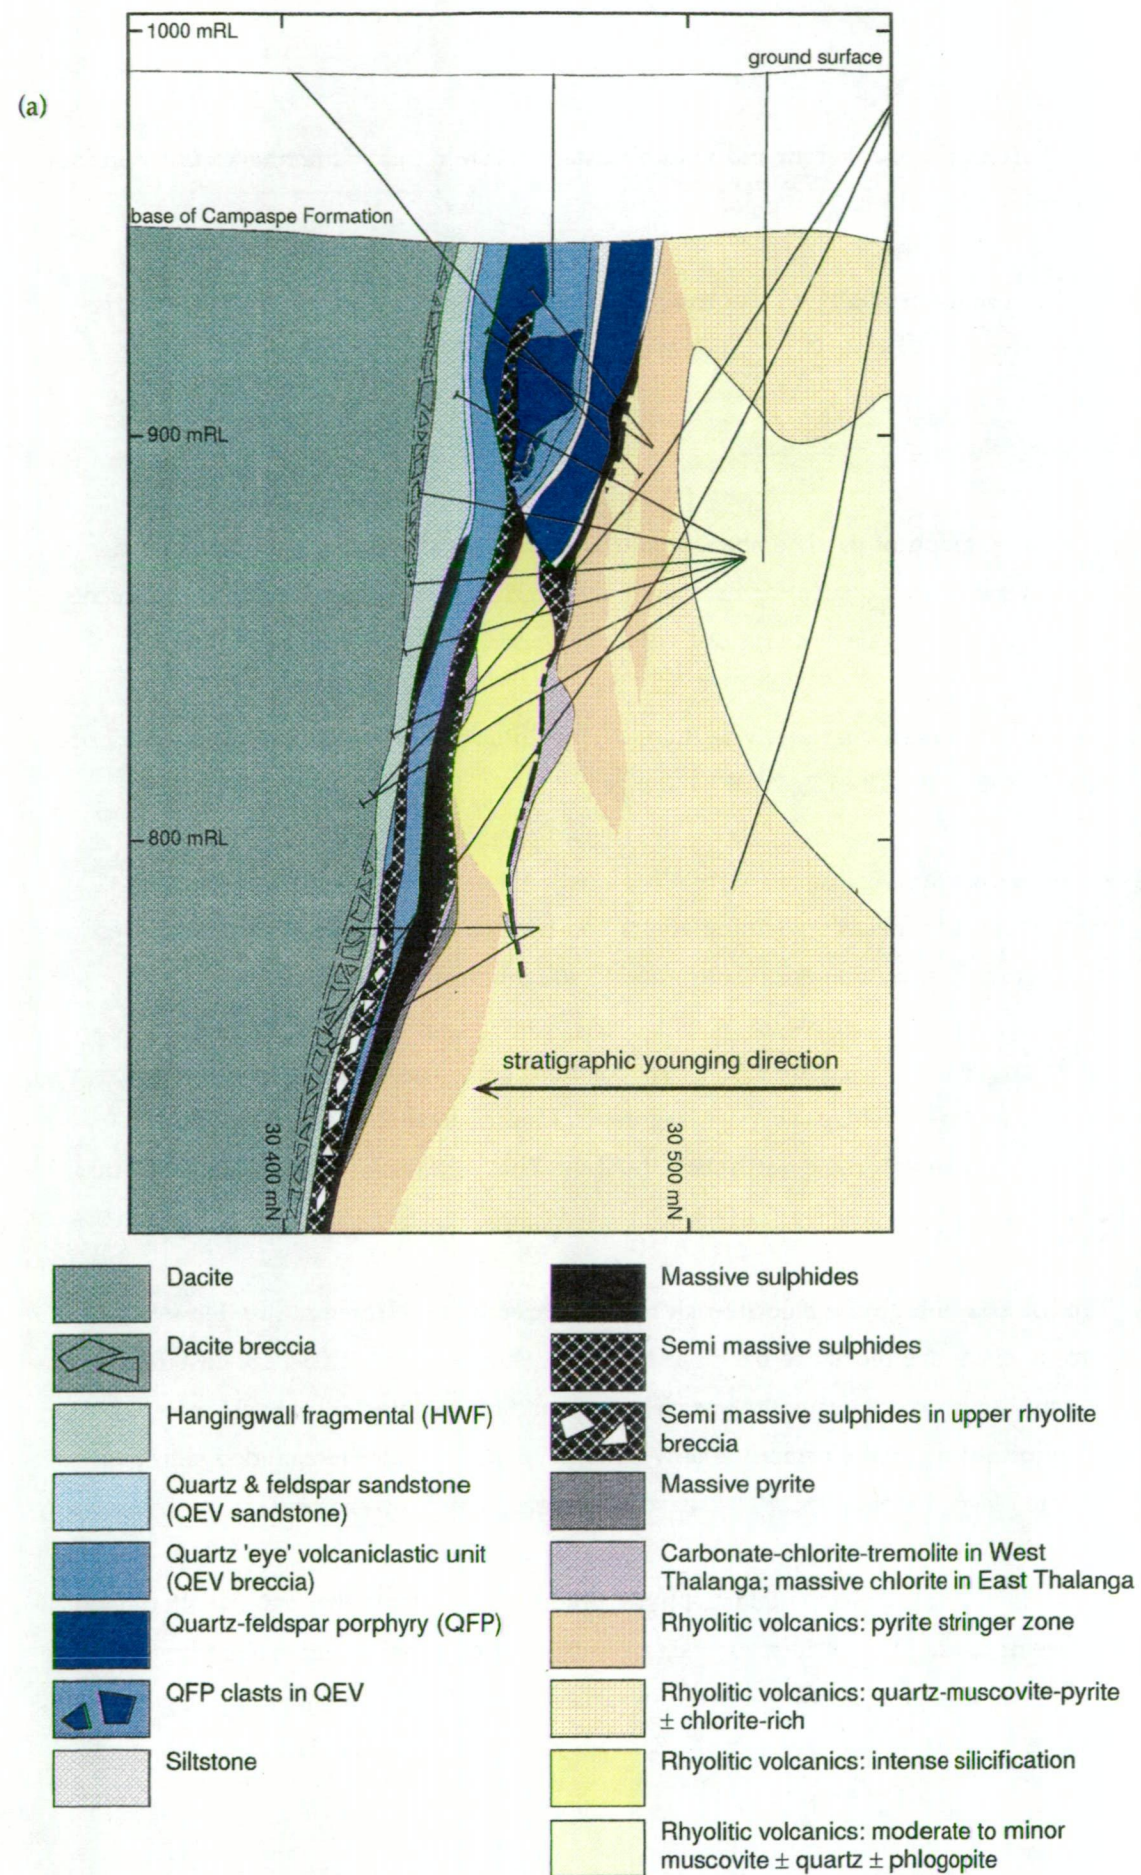 1000 mRL
ground surface
(a)
base of Campaspe Formation
900 mRL
800 mRL
stratigraphic younging direction
30 400 mN
30 500 mN
Dacite
Dacite breccia
Hangingwall fragmental (HWF)
Quartz & feldspar sandstone
(QEV sandstone)
Quartz 'eye' volcaniclastic unit
(QEV breccia)
Quartz-feldspar porphyry (QFP)
QFP clasts in QEV
Siltstone
Massive sulphides
Semi massive sulphides
Semi massive sulphides in upper rhyolite
breccia
Massive pyrite
Carbonate-chlorite-tremolite in West
Thalanga; massive chlorite in East Thalanga
Rhyolitic volcanics: pyrite stringer zone
Rhyolitic volcanics: quartz-muscovite-pyrite
± chlorite-rich
Rhyolitic volcanics: intense silicification
Rhyolitic volcanics: moderate to minor
muscovite ± quartz ± phlogopite